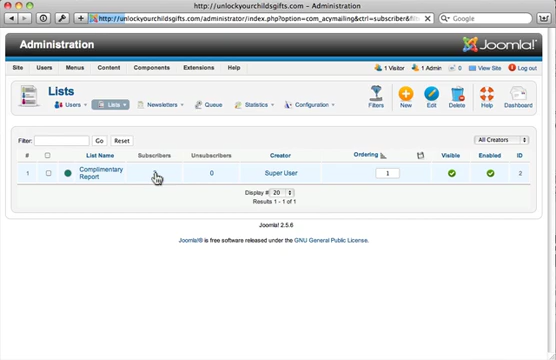 http://unlockyourchildsgifts.com – Administration
http://unlockyourchildsgifts.com/administrator/index.php?option=com_acymailing&ctrl=subscriber&filt
Google
Administration
Joomla!
Site Users Menus Content Components Extensions Help
1 Visitor 1 Admin 0 View Site Log out
Lists
Users Lists Newsletters Queue Statistics Configuration
Filters New Edit Delete Help Dashboard
Filter: Go Reset All Creators
# List Name Subscribers Unsubscribers Creator Ordering Visible Enabled ID
1 Complimentary Report 0 Super User 1 2
Display # 20
Results 1 - 1 of 1
Joomla! 2.5.6
Joomla!® is free software released under the GNU General Public License.